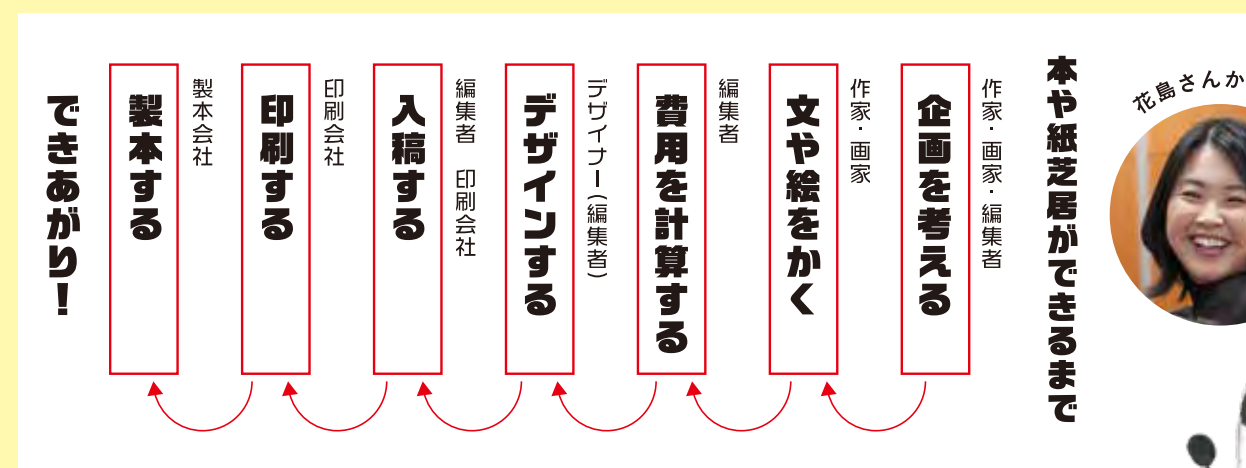 花島さんか
本や紙芝居ができるまで
作家・画家・編集者
企画を考える
作家・画家
文や絵をかく
編集者
費用を計算する
デザイナー(編集者)
デザインする
編集者　印刷会社
入稿する
印刷会社
印刷する
製本会社
製本する
できあがり！